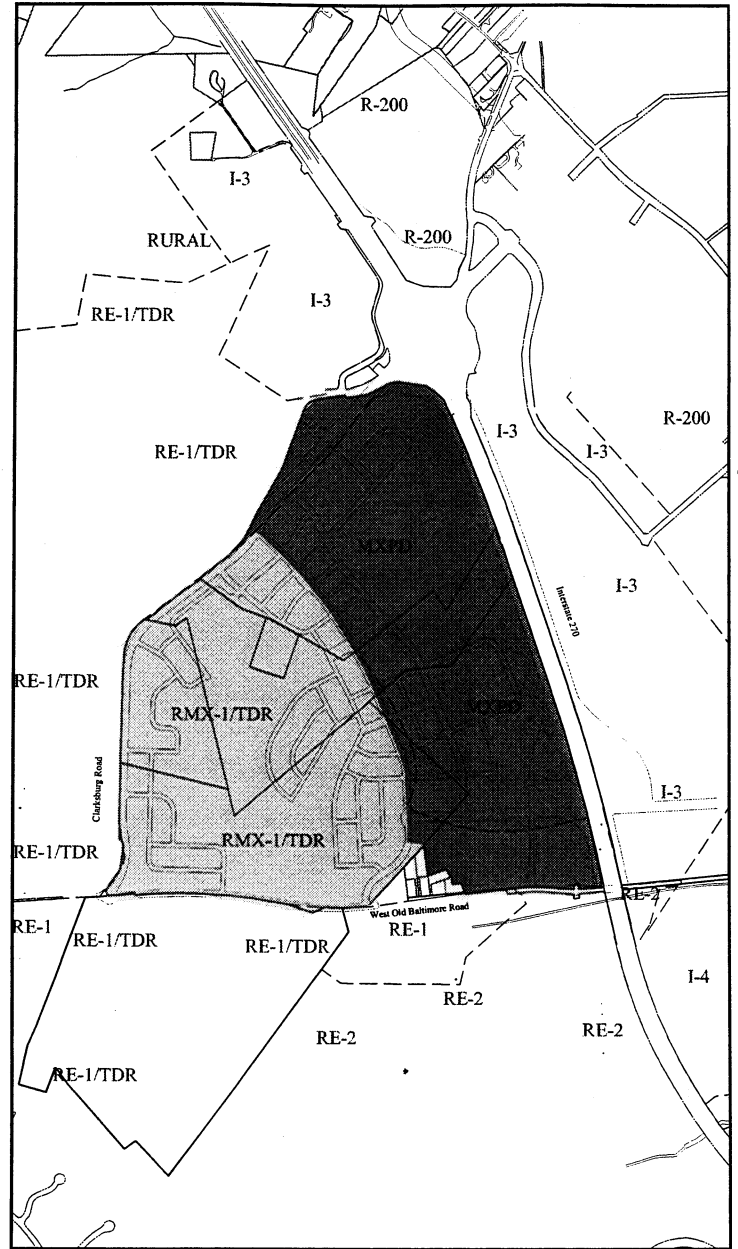 R-200
I-3
RURAL
R-200
RE-1/TDR
I-3
R-200
I-3
RE-1/TDR
I-3
MXPD
I-3
Interstate 270
RE-1/TDR
MXPD
RMX-1/TDR
Clarksburg Road
I-3
RMX-1/TDR
RE-1/TDR
RE-2
West Old Baltimore Road
RE-1
RE-1/TDR
RE-1/TDR
RE-1
I-4
RE-2
RE-2
RE-2
RE-1/TDR